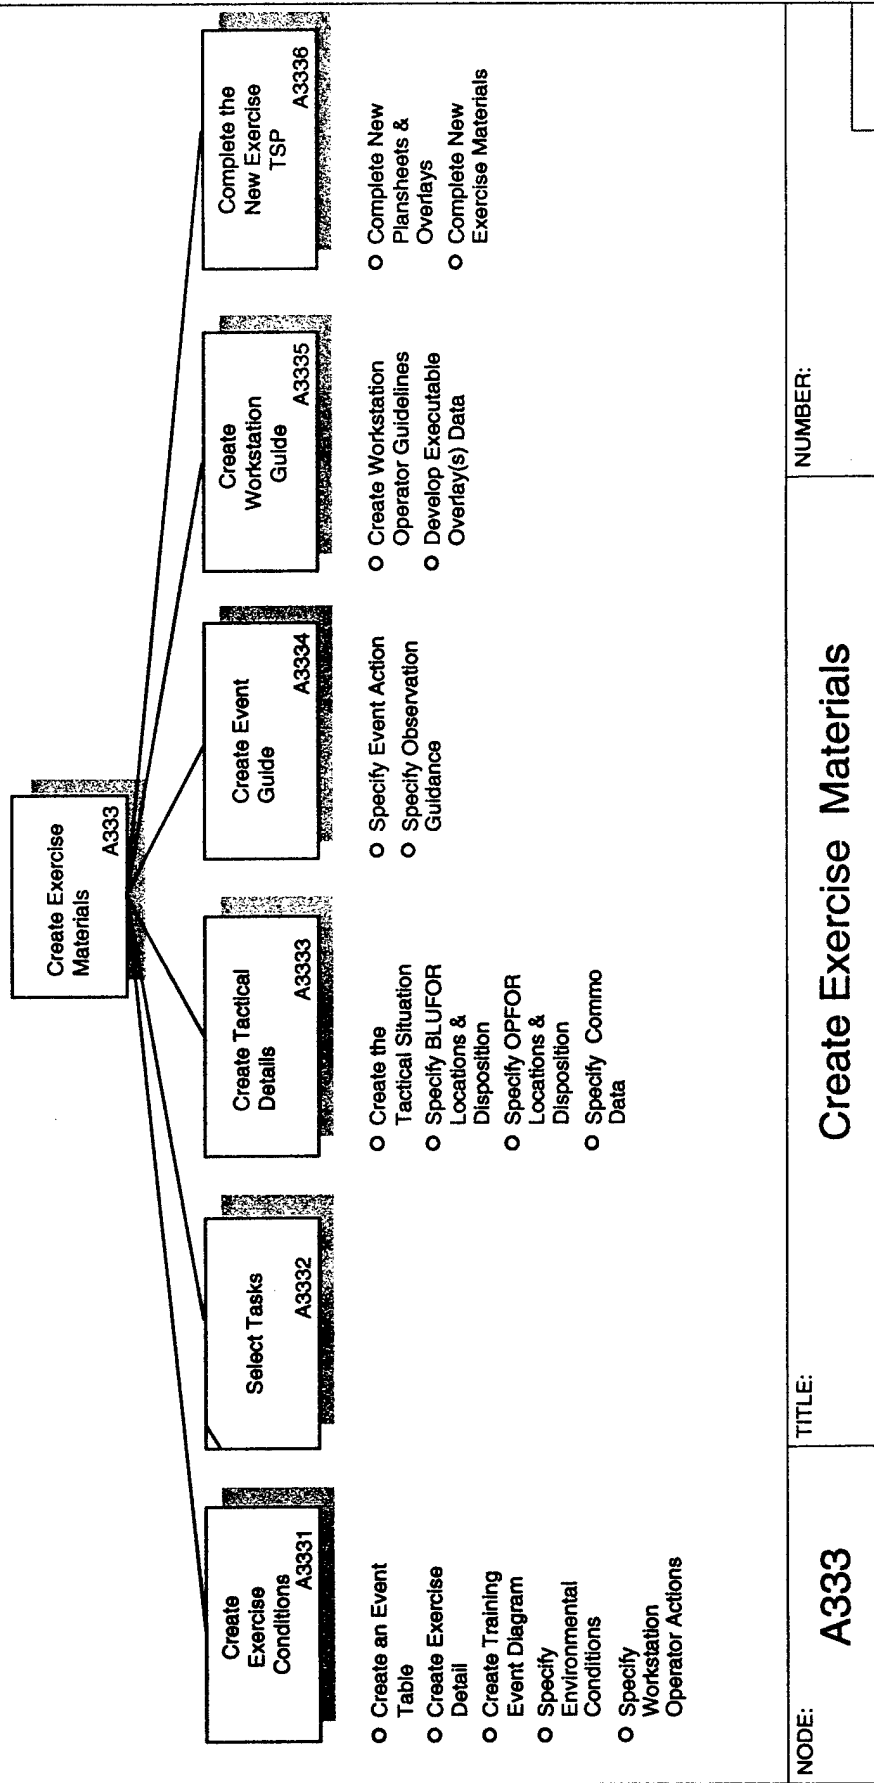 Create Exercise
Materials
A333
Create
Exercise
Conditions
A3331
Select Tasks
A3332
Create Tactical
Details
A3333
Create Event
Guide
A3334
Create
Workstation
Guide
A3335
Complete the
New Exercise
TSP
A3336
O Create an Event
Table
O Create Exercise
Detail
O Create Training
Event Diagram
O Specify
Environmental
Conditions
O Specify
Workstation
Operator Actions
O Create the
Tactical Situation
O Specify BLUFOR
Locations &
Disposition
O Specify OPFOR
Locations &
Disposition
O Specify Commo
Data
O Specify Event Action
O Specify Observation
Guidance
O Create Workstation
Operator Guidelines
O Develop Executable
Overlay(s) Data
O Complete New
Plansheets &
Overlays
O Complete New
Exercise Materials
NODE:
A333
TITLE:
Create Exercise Materials
NUMBER: